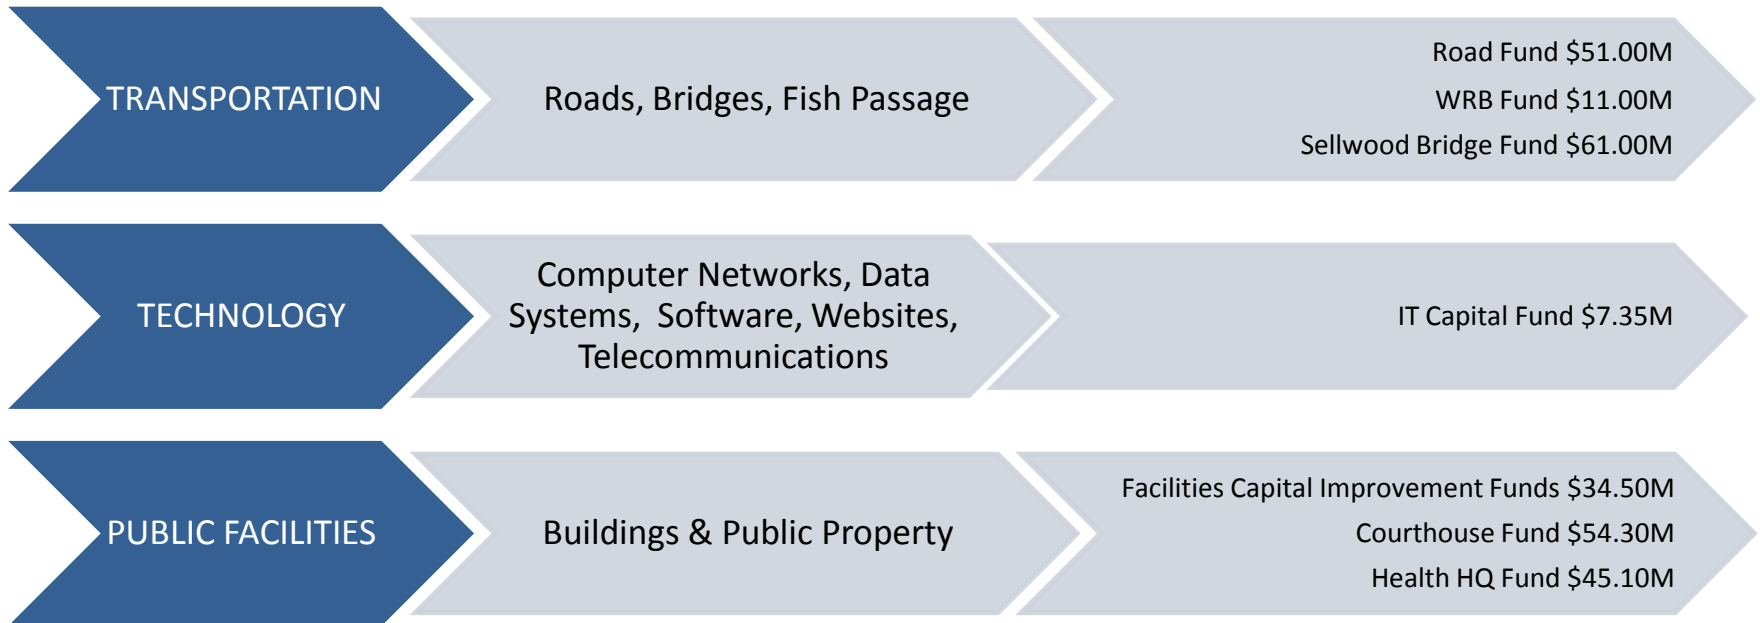 TRANSPORTATION
Roads, Bridges, Fish Passage
Road Fund $51.00M
WRB Fund $11.00M
Sellwood Bridge Fund $61.00M
TECHNOLOGY
Computer Networks, Data
Systems,  Software, Websites,
Telecommunications
IT Capital Fund $7.35M
PUBLIC FACILITIES
Buildings & Public Property
Facilities Capital Improvement Funds $34.50M
Courthouse Fund $54.30M
Health HQ Fund $45.10M